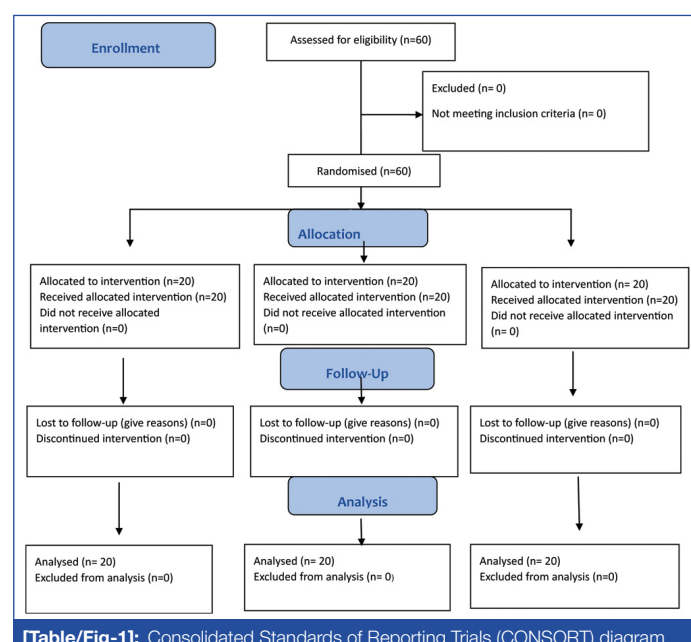 Enrollment
Assessed for eligibility (n=60)
Excluded (n= 0)
Not meeting inclusion criteria (n= 0)
Randomised (n=60)
Allocation
Allocated to intervention (n=20)
Received allocated intervention (n=20)
Did not receive allocated
intervention (n=0)
Allocated to intervention (n=20)
Received allocated intervention (n=20)
Did not receive allocated intervention
(n=0)
Allocated to intervention (n= 20)
Received allocated intervention (n=20)
Did not receive allocated intervention
(n= 0)
Follow-Up
Lost to follow-up (give reasons) (n=0)
Discontinued intervention (n=0)
Lost to follow-up (give reasons) (n=0)
Discontinued intervention (n=0)
Lost to follow-up (give reasons) (n=0)
Discontinued intervention (n=0)
Analysis
Analysed (n= 20)
Excluded from analysis (n=0)
Analysed (n= 20)
Excluded from analysis (n= 0)
Analysed (n= 20)
Excluded from analysis (n=0)
[Table/Fig-1]: Consolidated Standards of Reporting Trials (CONSORT) diagram